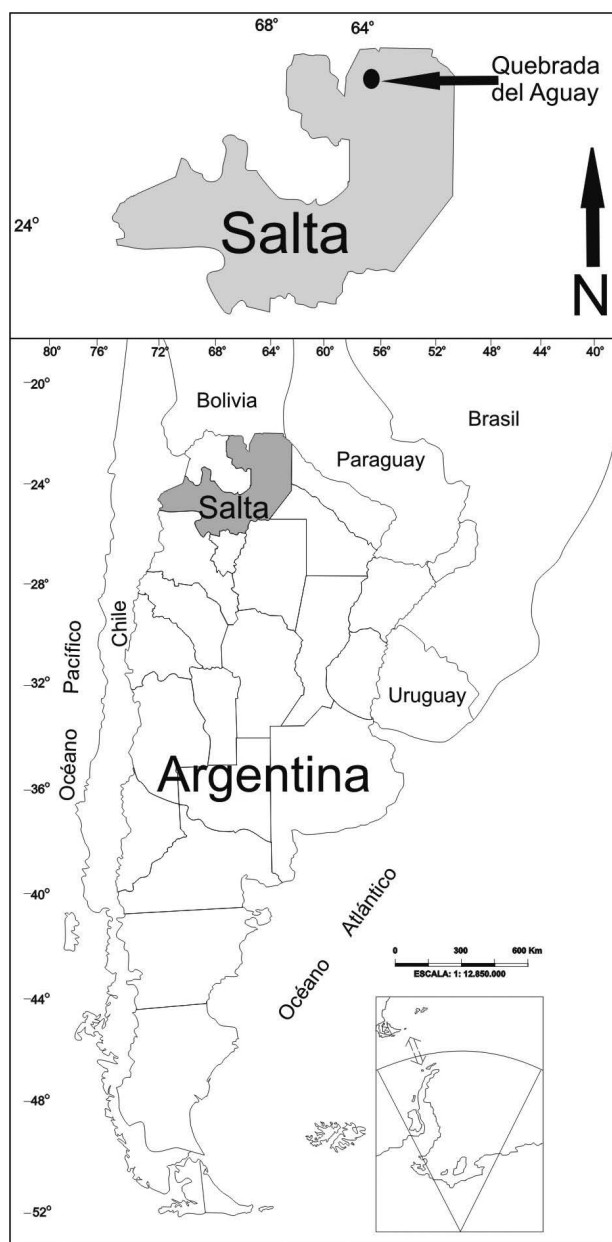 68°
64°
Quebrada
del Aguay
24°
Salta
N
80°
76°
72°
68°
64°
60°
56°
52°
48°
44°
40°
20°
Bolivia
Brasil
Paraguay
24°
Salta
28°
Chile
Pacífico
Océano
32°
Uruguay
Argentina
36°
40°
Atlántico
Océano
0 300 600 Km
ESCALA: 1: 12.850.000
44°
48°
52°